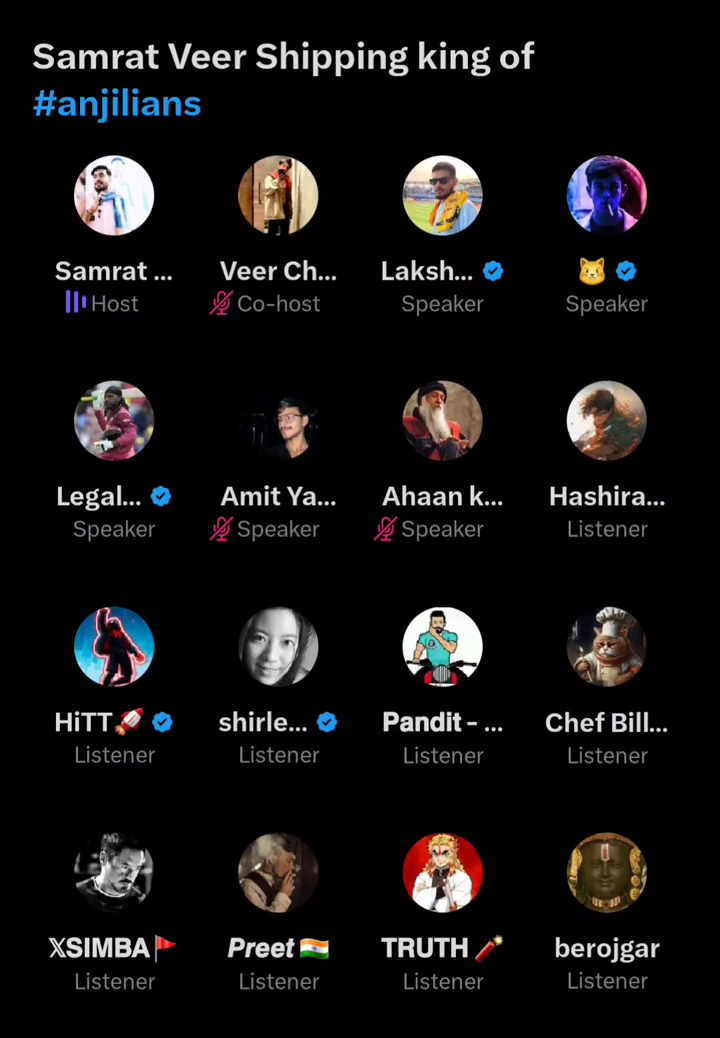 Samrat Veer Shipping king of
#anjilians
Samrat ... Veer Ch... Laksh... 😺
Host Co-host Speaker Speaker
Legal... Amit Ya... Ahaan k... Hashira...
Speaker Speaker Speaker Listener
HiTT🚀 shirle... Pandit - ... Chef Bill...
Listener Listener Listener Listener
𝕏SIMBA🚩 Preet 🇮🇳 TRUTH 🧨 berojgar
Listener Listener Listener Listener